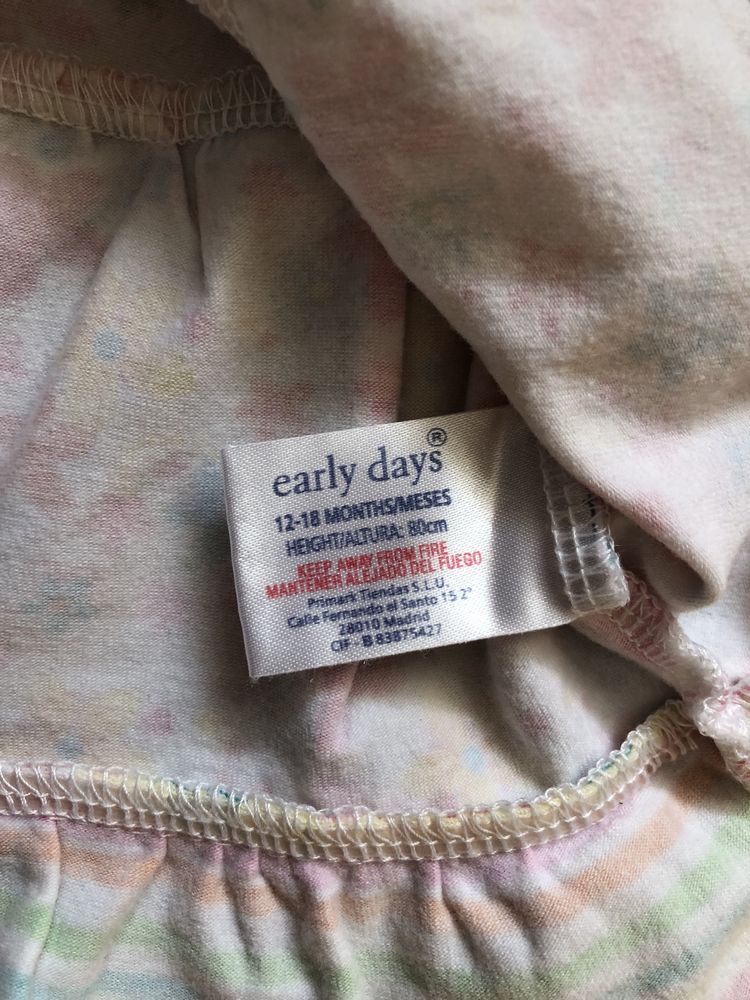 early days®
12-18 MONTHS/MESES
HEIGHT/ALTURA: 80cm
KEEP AWAY FROM FIRE
MANTENER ALEJADO DEL FUEGO
Primark Tiendas S.L.U.
Calle Fernando el Santo 15 2°
28010 Madrid
CIF - B 83875427